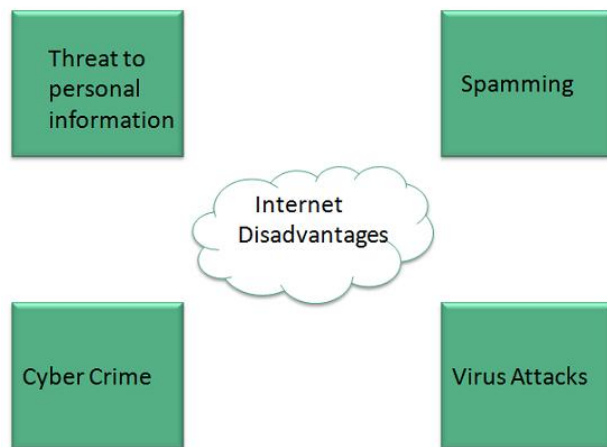 Threat to
personal
information
Spamming
Internet
Disadvantages
Cyber Crime
Virus Attacks